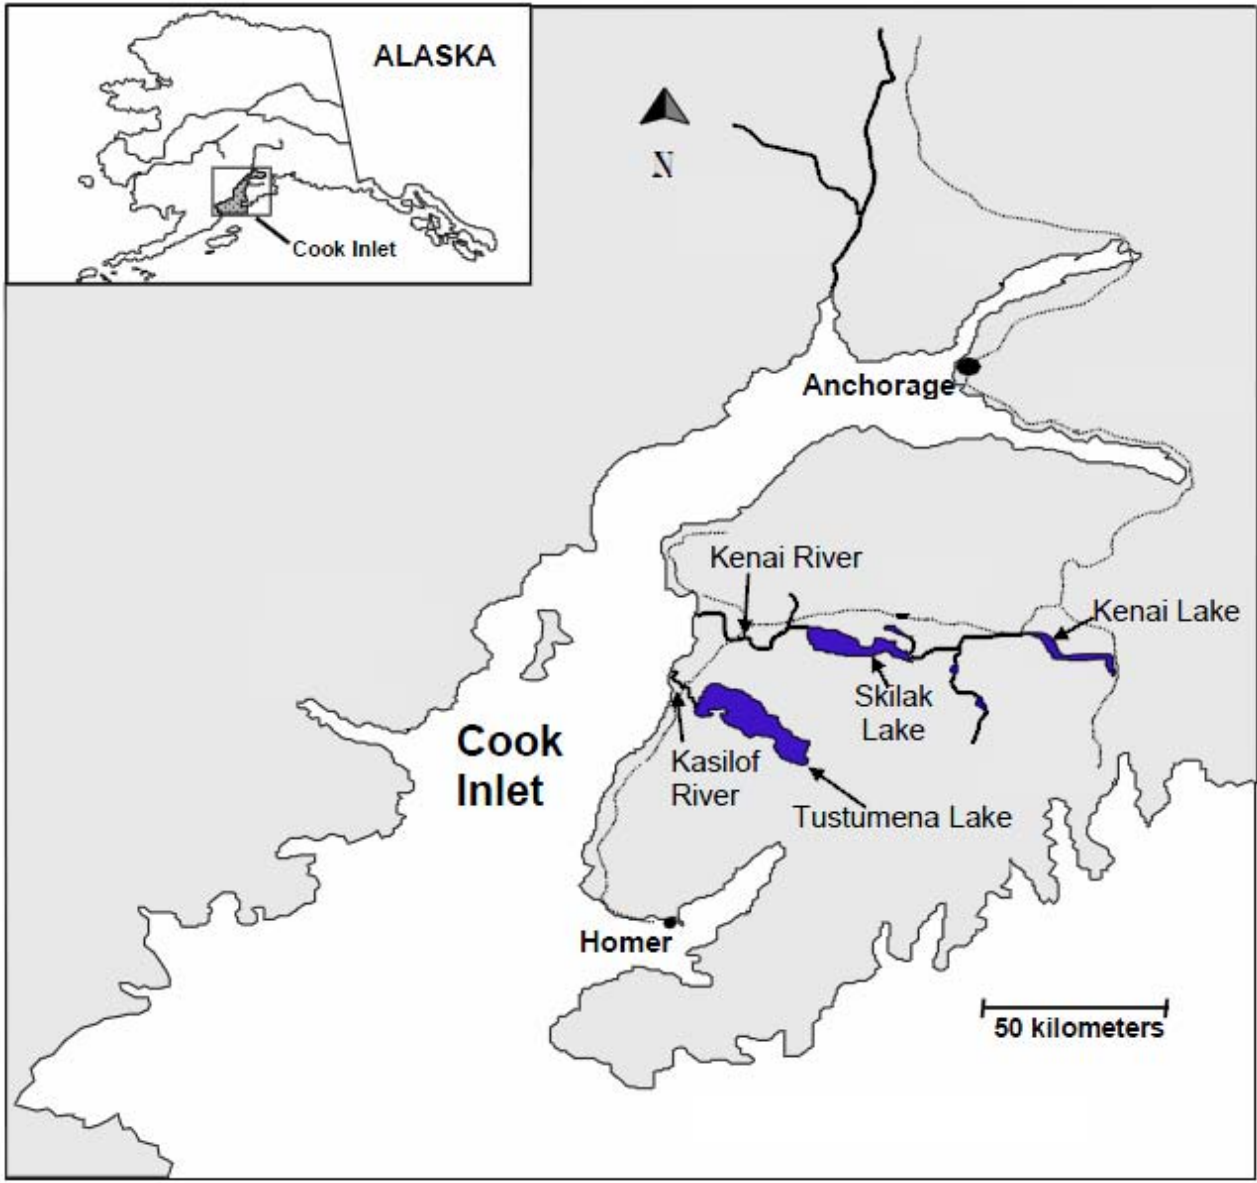 ALASKA
Cook Inlet
N
Anchorage
Kenai River
Kenai Lake
Skilak
Lake
Cook
Inlet
Kasilof
River
Tustumena Lake
Homer
50 kilometers